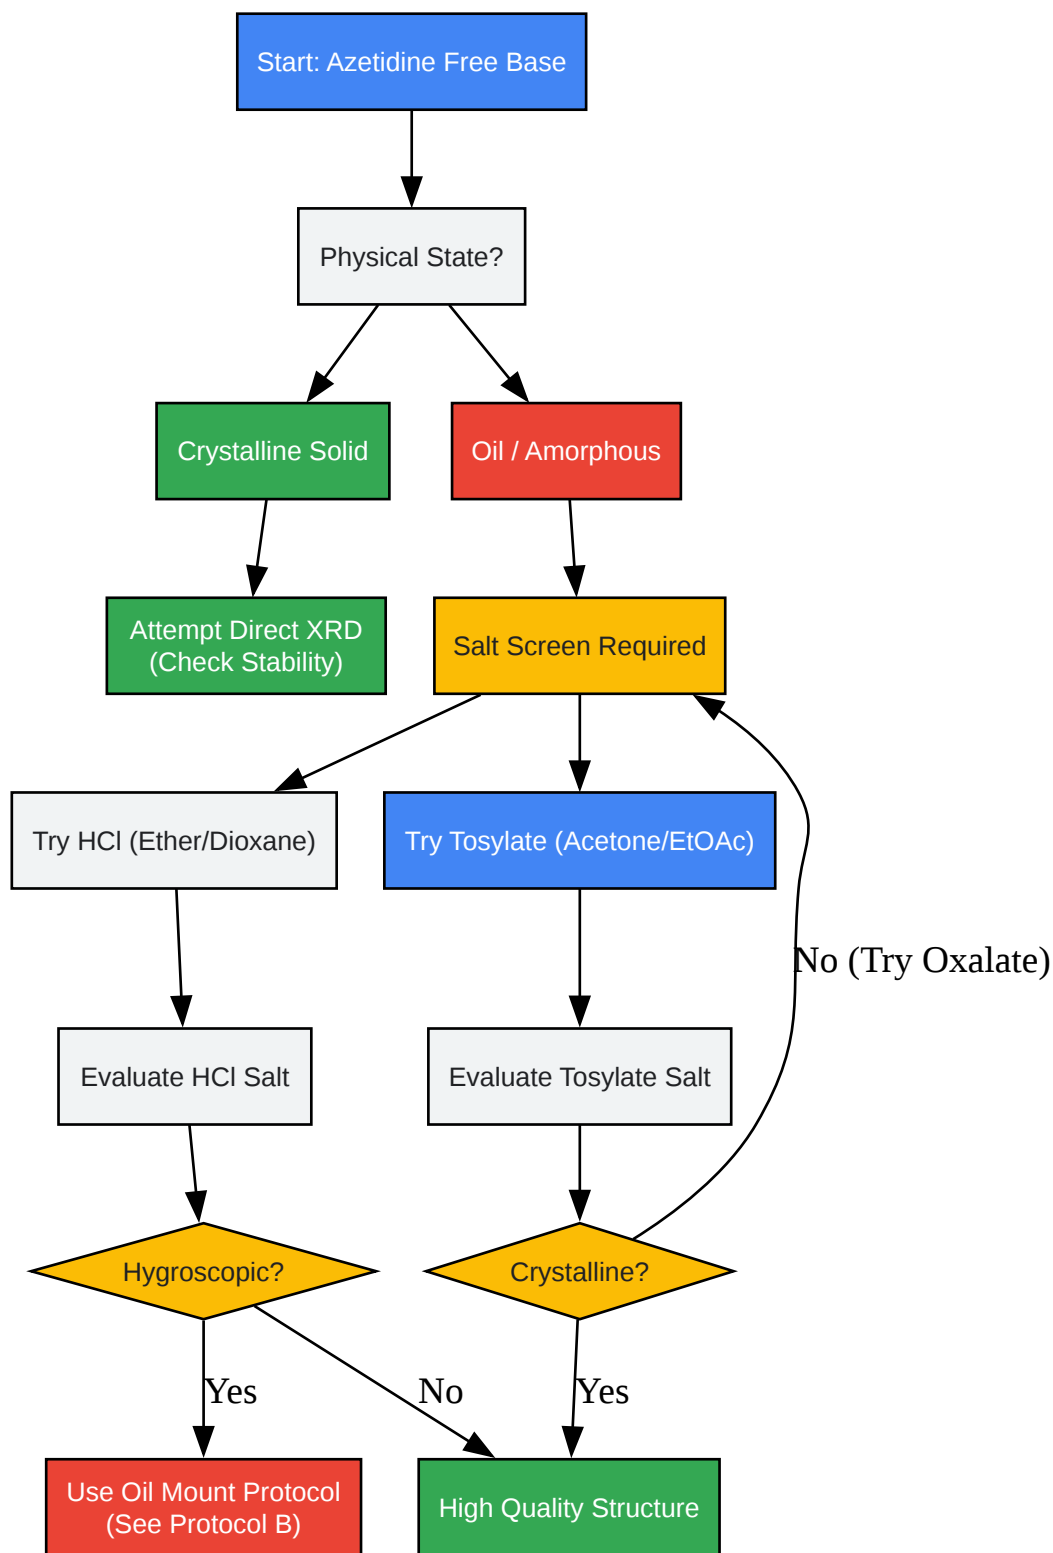 Start: Azetidine Free Base
Physical State?
Crystalline Solid
Oil / Amorphous
Attempt Direct XRD
(Check Stability)
Salt Screen Required
Try HCl (Ether/Dioxane)
Try Tosylate (Acetone/EtOAc)
No (Try Oxalate)
Evaluate HCl Salt
Evaluate Tosylate Salt
Hygroscopic?
Crystalline?
Yes
No
Yes
Use Oil Mount Protocol
(See Protocol B)
High Quality Structure